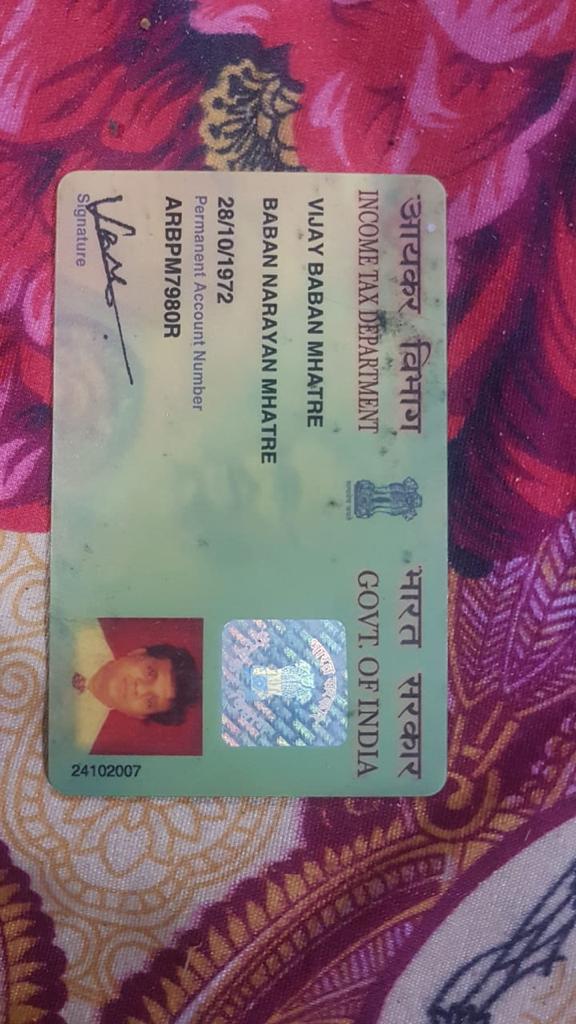 आयकर विभाग
INCOME TAX DEPARTMENT
भारत सरकार
GOVT. OF INDIA
VIJAY BABAN MHATRE
BABAN NARAYAN MHATRE
28/10/1972
Permanent Account Number
ARBPM7980R
Signature
24102007